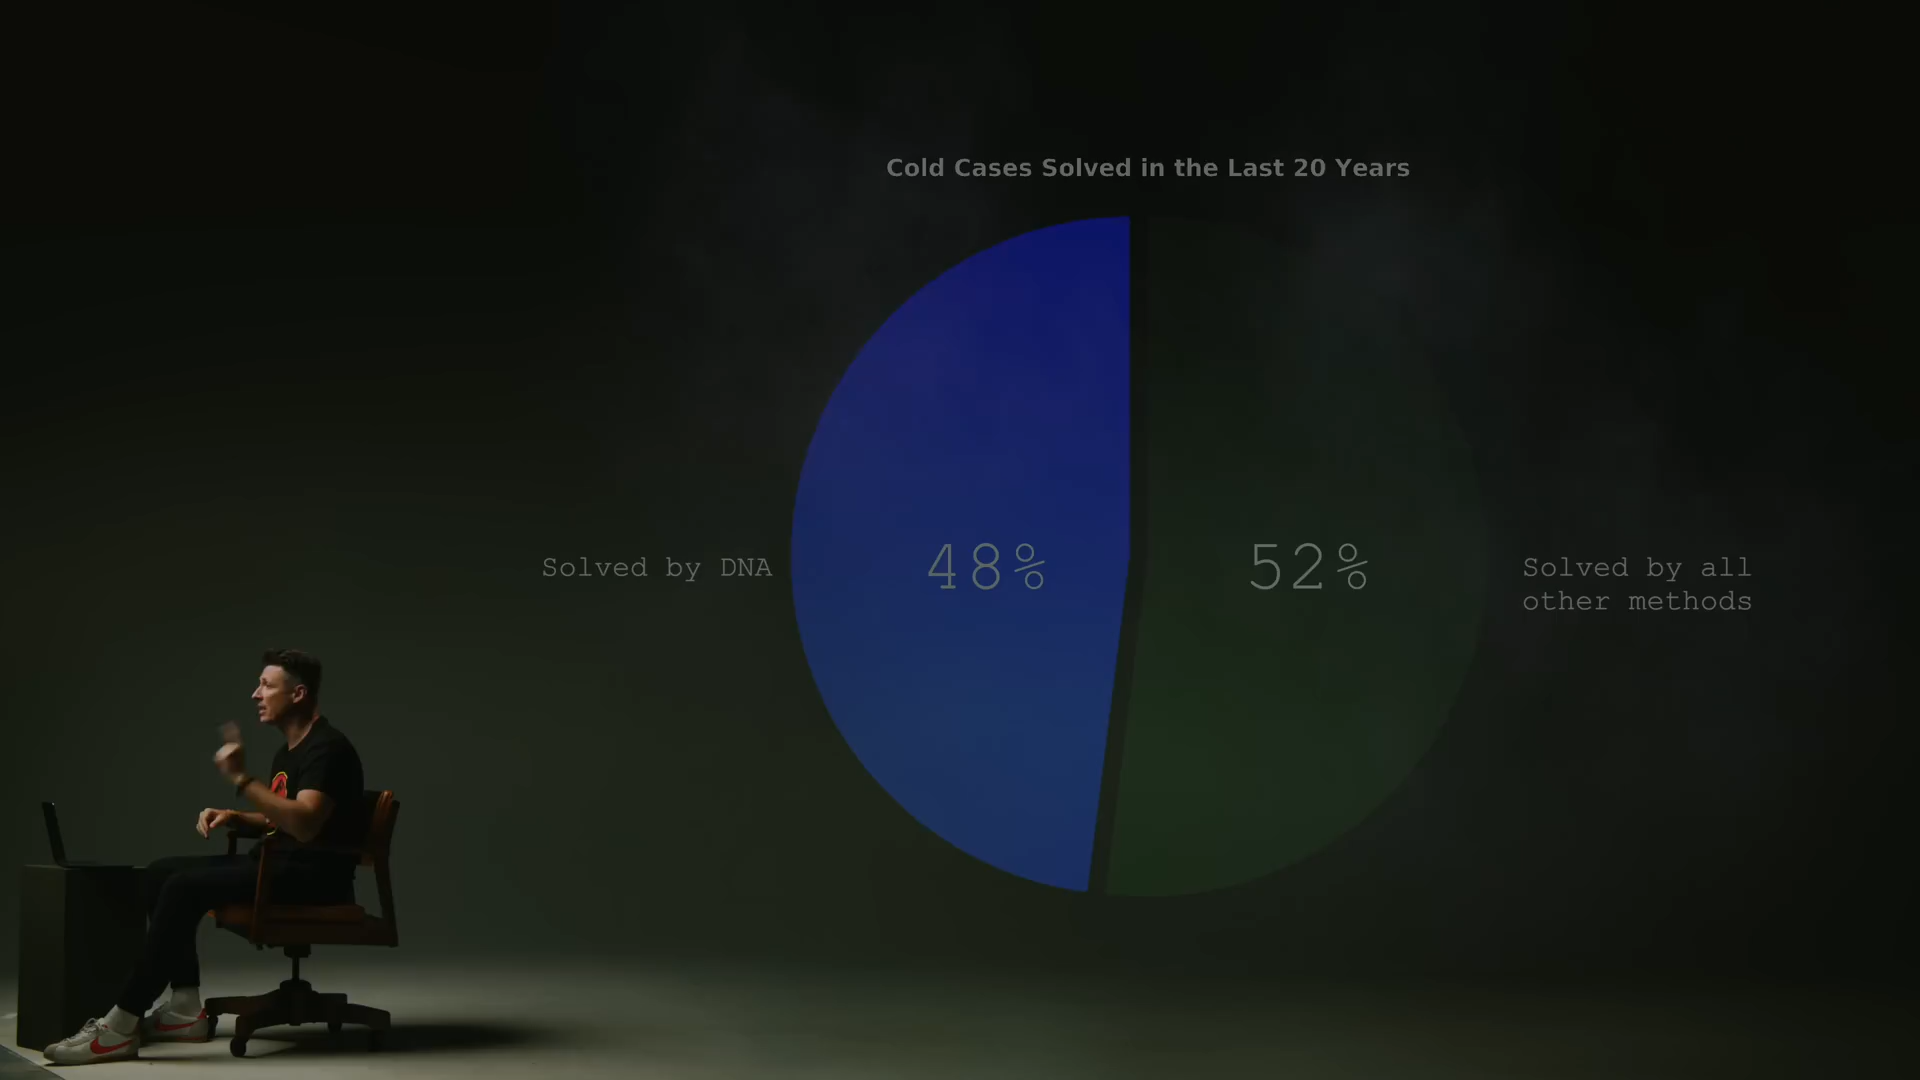 Cold Cases Solved in the Last 20 Years
Solved by DNA
48%
52%
Solved by all
other methods